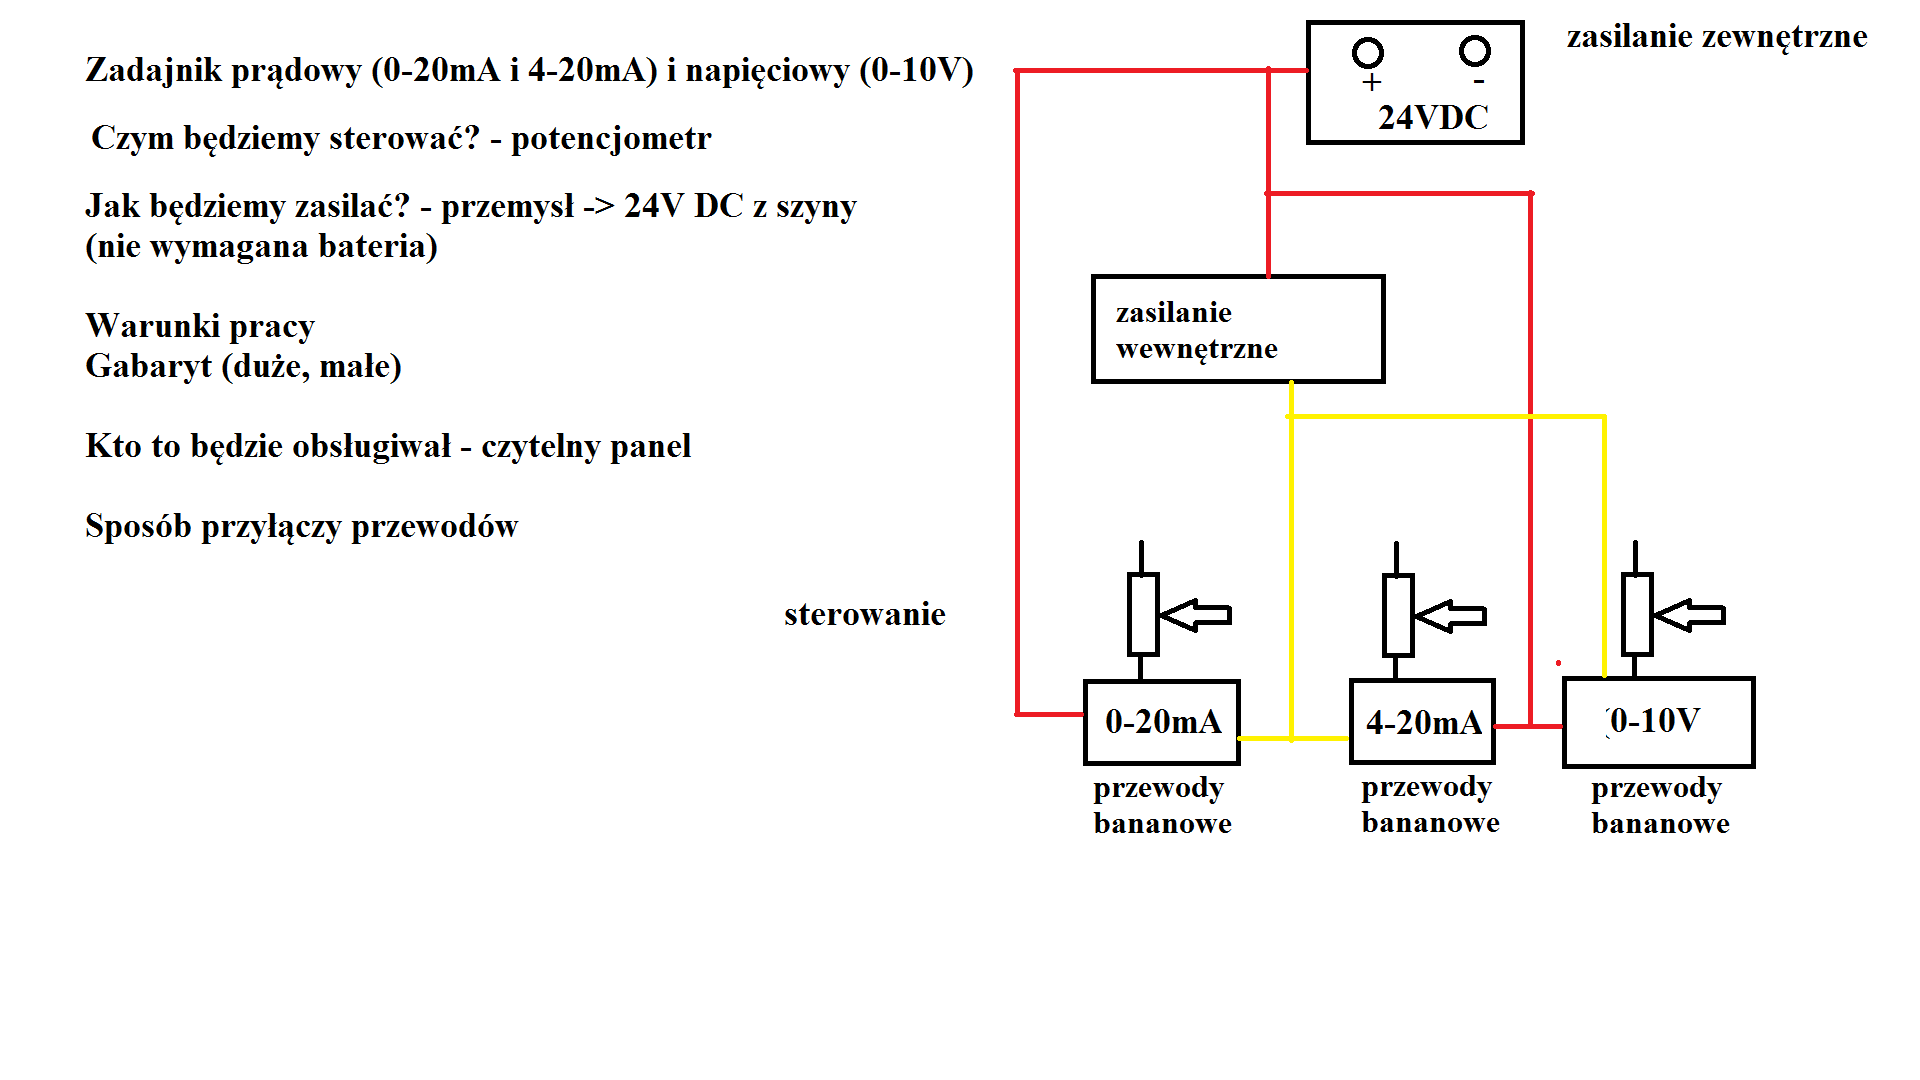 Zadajnik prądowy (0-20mA i 4-20mA) i napięciowy (0-10V)
Czym będziemy sterować? - potencjometr
Jak będziemy zasilać? - przemysł -> 24V DC z szyny
(nie wymagana bateria)
Warunki pracy
Gabaryt (duże, małe)
Kto to będzie obsługiwał - czytelny panel
Sposób przyłączy przewodów
zasilanie zewnętrzne
+ -
24VDC
zasilanie
wewnętrzne
sterowanie
0-20mA
przewody
bananowe
4-20mA
przewody
bananowe
(0-10V
przewody
bananowe